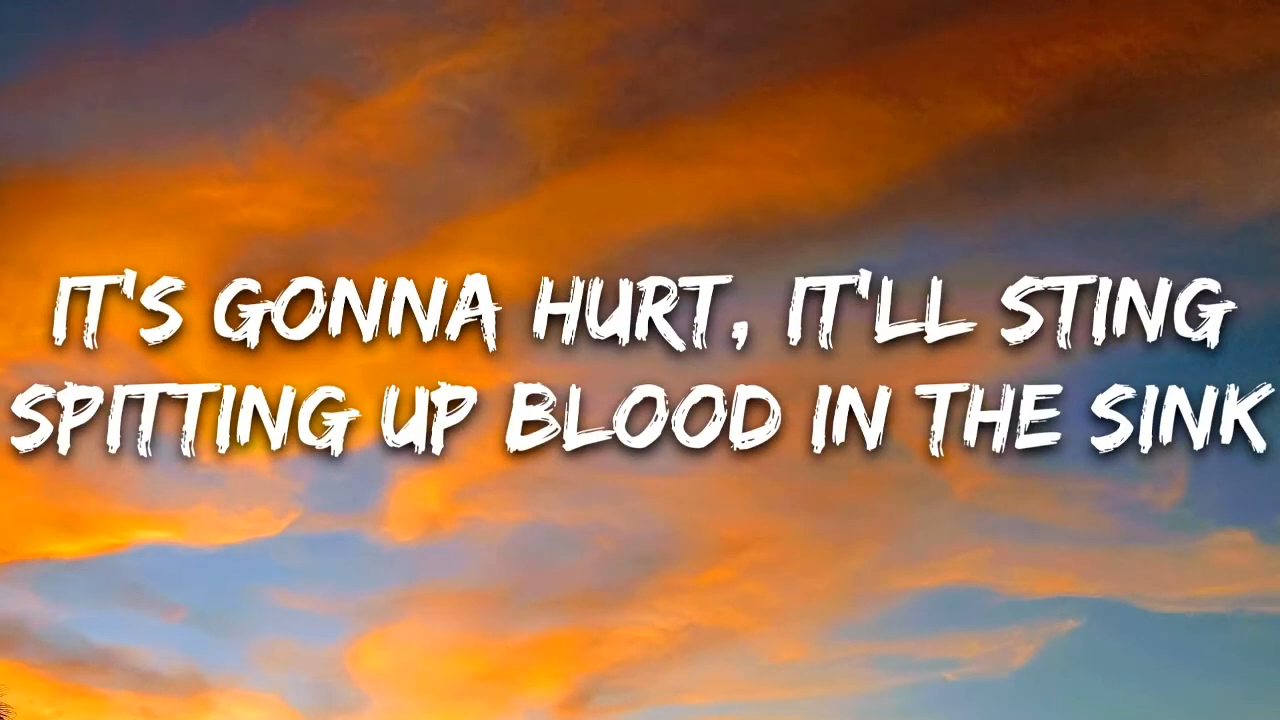 IT'S GONNA HURT, IT'LL STING
SPITTING UP BLOOD IN THE SINK